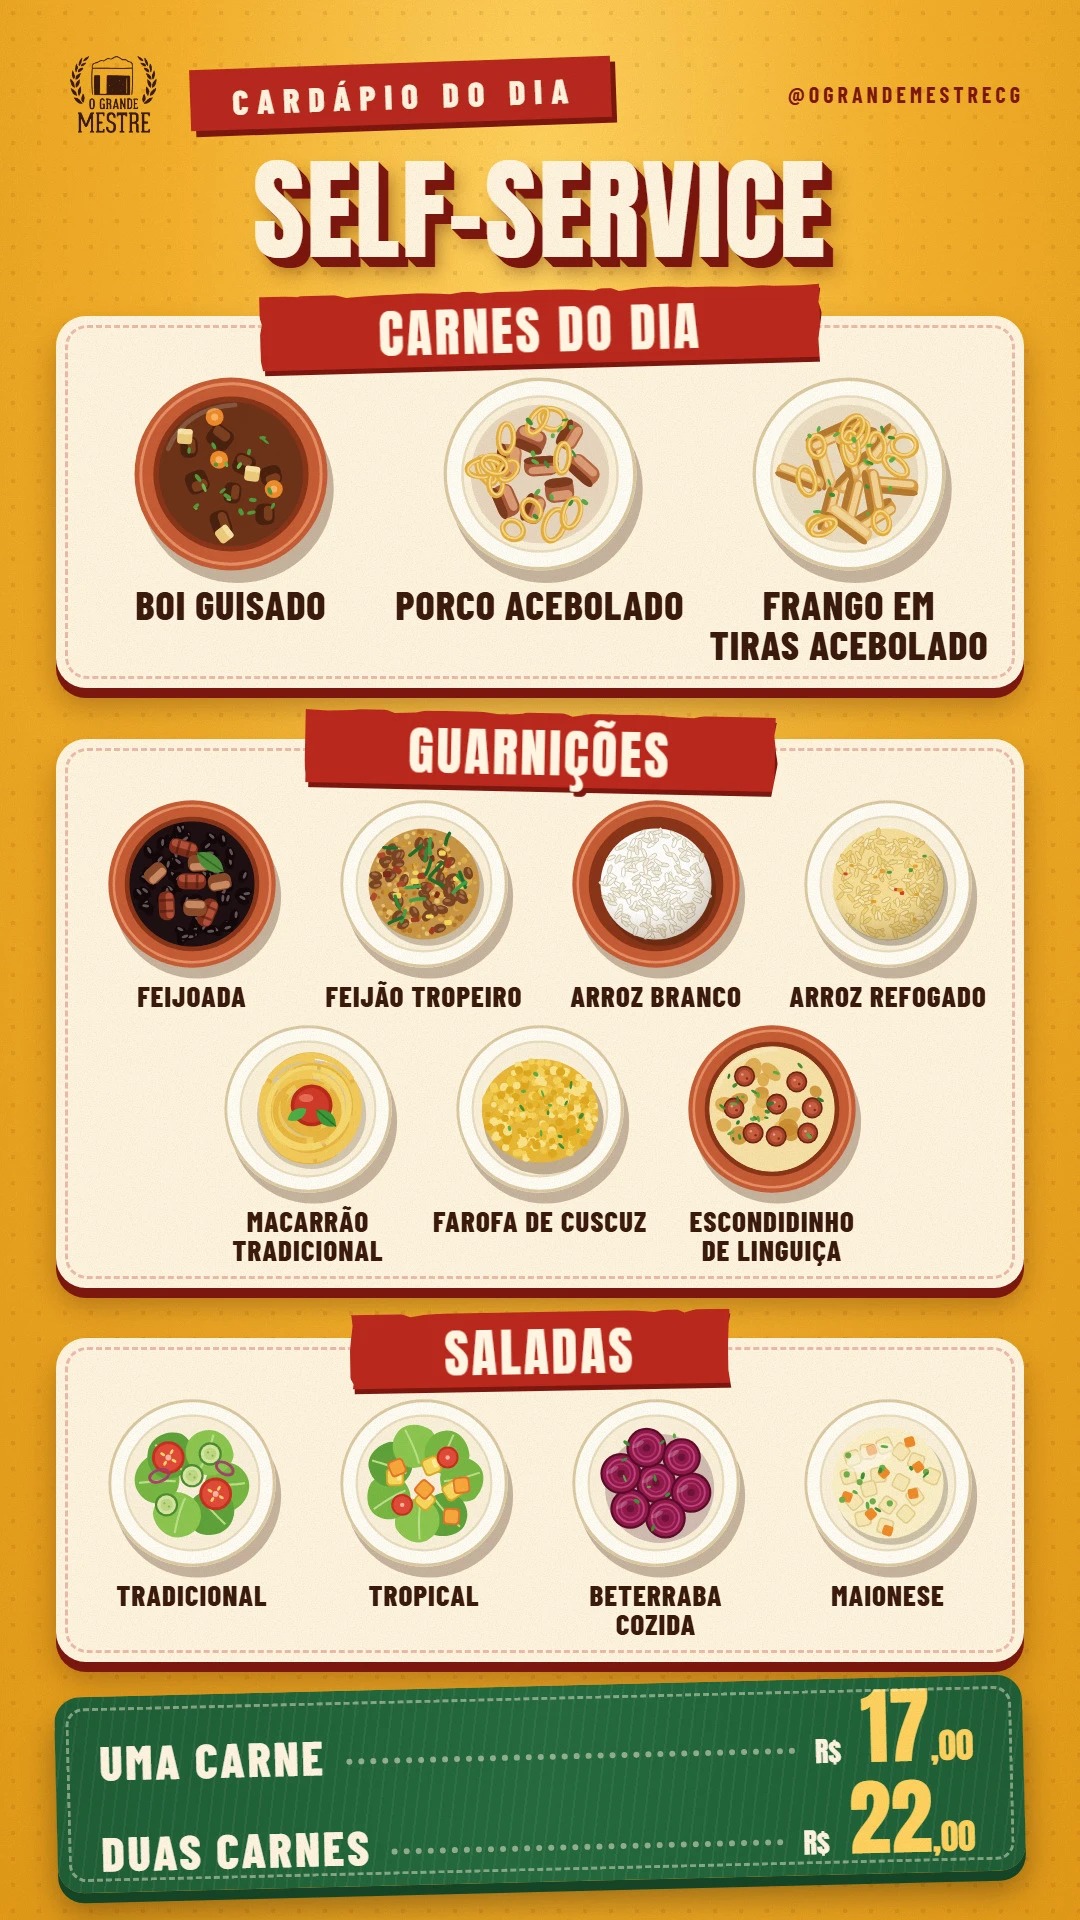 O GRANDE
MESTRE
CARDÁPIO DO DIA
@OGRANDEMESTRECG
SELF-SERVICE
CARNES DO DIA
BOI GUISADO
PORCO ACEBOLADO
FRANGO EM
TIRAS ACEBOLADO
GUARNIÇÕES
FEIJOADA
FEIJÃO TROPEIRO
ARROZ BRANCO
ARROZ REFOGADO
MACARRÃO
TRADICIONAL
FAROFA DE CUSCUZ
ESCONDIDINHO
DE LINGUIÇA
SALADAS
TRADICIONAL
TROPICAL
BETERRABA
COZIDA
MAIONESE
UMA CARNE R$ 17,00
DUAS CARNES R$ 22,00